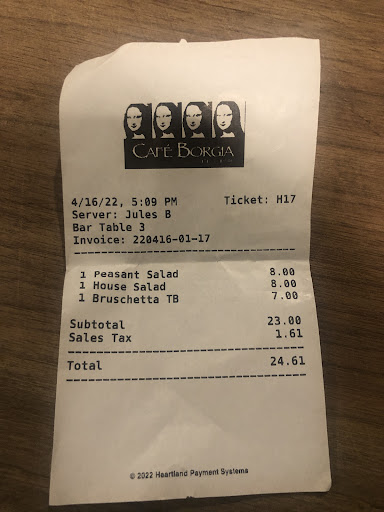 CAFÉ BORGIA
4/16/22, 5:09 PM Ticket: H17
Server: Jules B
Bar Table 3
Invoice: 220416-01-17
1 Peasant Salad 8.00
1 House Salad 8.00
1 Bruschetta TB 7.00
Subtotal 23.00
Sales Tax 1.61
Total 24.61
© 2022 Heartland Payment Systems